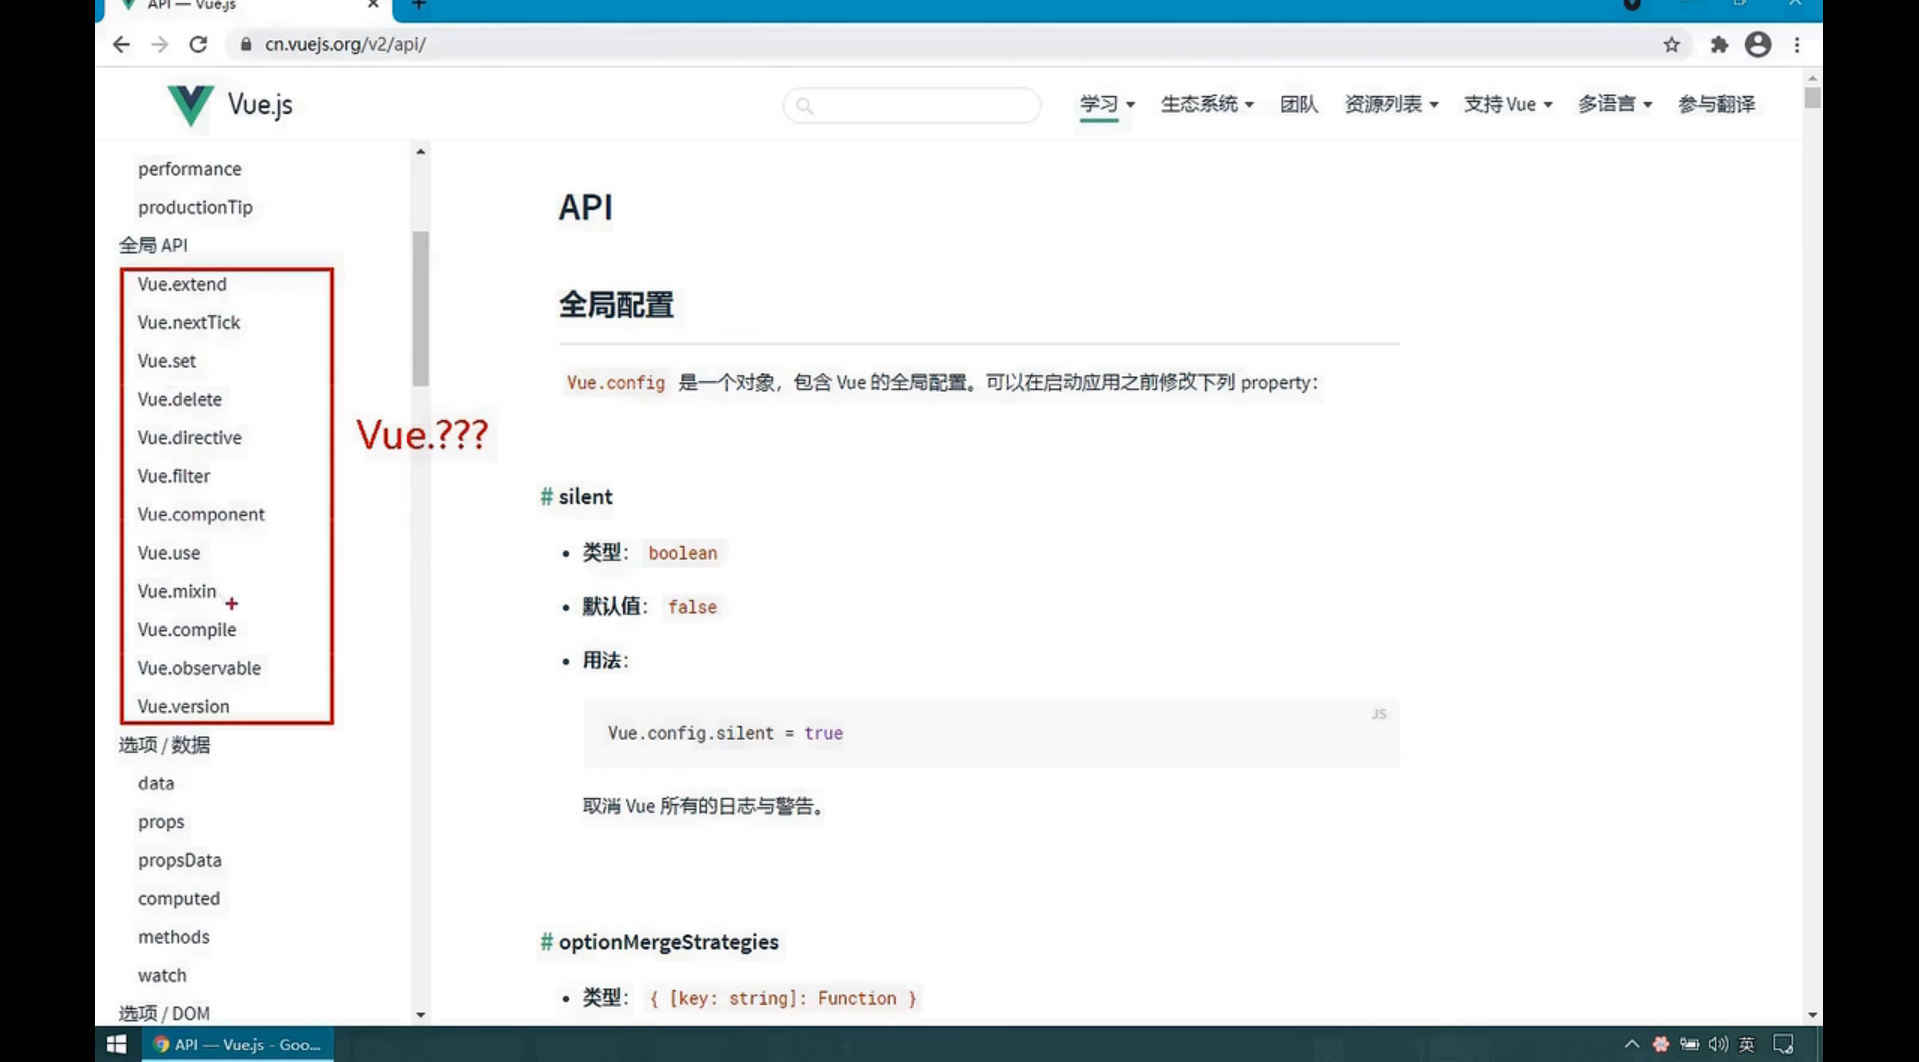 API — Vue.js
cn.vuejs.org/v2/api/
Vue.js
学习 生态系统 团队 资源列表 支持 Vue 多语言 参与翻译
performance
productionTip
全局 API
Vue.extend
Vue.nextTick
Vue.set
Vue.delete
Vue.directive
Vue.filter
Vue.component
Vue.use
Vue.mixin
Vue.compile
Vue.observable
Vue.version
选项 / 数据
data
props
propsData
computed
methods
watch
选项 / DOM
Vue.???
API
全局配置
Vue.config 是一个对象，包含 Vue 的全局配置。可以在启动应用之前修改下列 property：
# silent
• 类型： boolean
• 默认值： false
• 用法：
JS
Vue.config.silent = true
取消 Vue 所有的日志与警告。
# optionMergeStrategies
• 类型： { [key: string]: Function }
API — Vue.js - Goo...
英